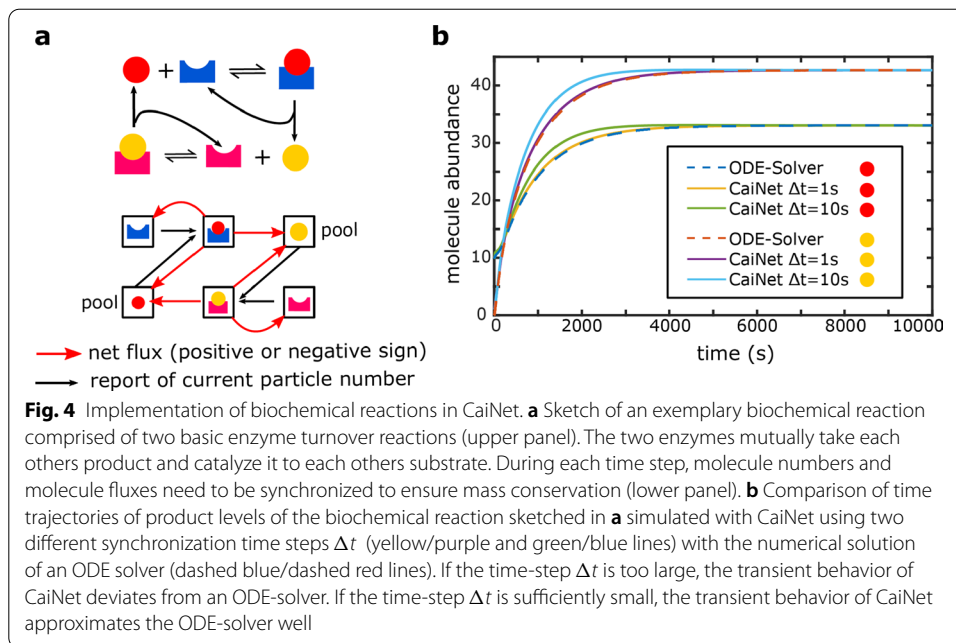 a
+
+
pool
pool
net flux (positive or negative sign)
report of current particle number
b
molecule abundance
40
30
20
10
0
0 2000 4000 6000 8000 10000
time (s)
ODE-Solver
CaiNet Δt=1s
CaiNet Δt=10s
ODE-Solver
CaiNet Δt=1s
CaiNet Δt=10s
Fig. 4 Implementation of biochemical reactions in CaiNet. a Sketch of an exemplary biochemical reaction
comprised of two basic enzyme turnover reactions (upper panel). The two enzymes mutually take each
others product and catalyze it to each others substrate. During each time step, molecule numbers and
molecule fluxes need to be synchronized to ensure mass conservation (lower panel). b Comparison of time
trajectories of product levels of the biochemical reaction sketched in a simulated with CaiNet using two
different synchronization time steps Δt (yellow/purple and green/blue lines) with the numerical solution
of an ODE solver (dashed blue/dashed red lines). If the time-step Δt is too large, the transient behavior of
CaiNet deviates from an ODE-solver. If the time-step Δt is sufficiently small, the transient behavior of CaiNet
approximates the ODE-solver well